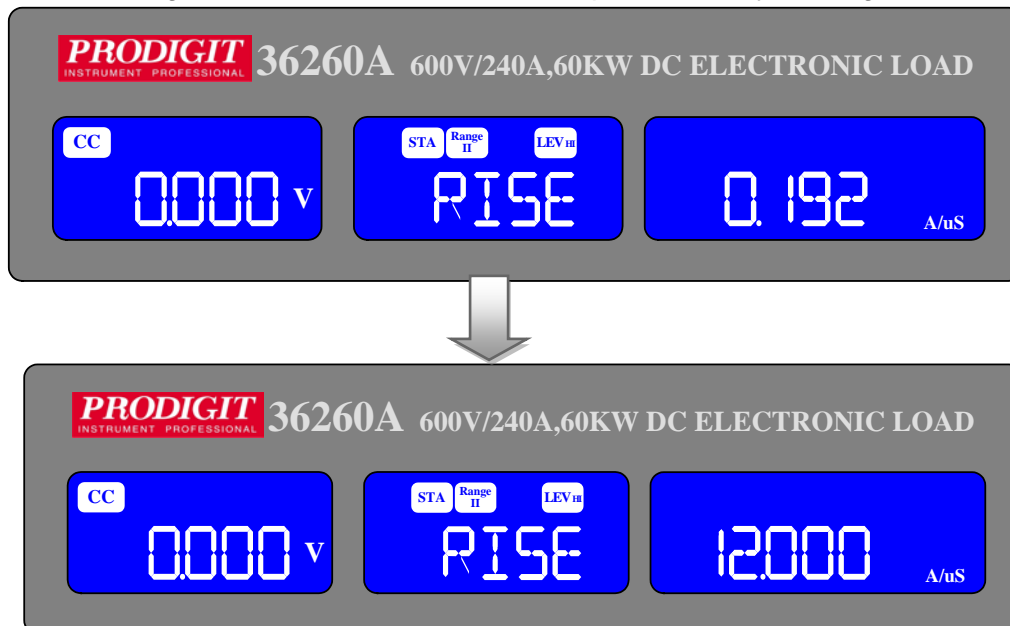 PRODIGIT
INSTRUMENT PROFESSIONAL
36260A 600V/240A,60KW DC ELECTRONIC LOAD
CC
0.000 V
STA Range II LEV HI
RISE
0.192 A/uS
PRODIGIT
INSTRUMENT PROFESSIONAL
36260A 600V/240A,60KW DC ELECTRONIC LOAD
CC
0.000 V
STA Range II LEV HI
RISE
12.000 A/uS